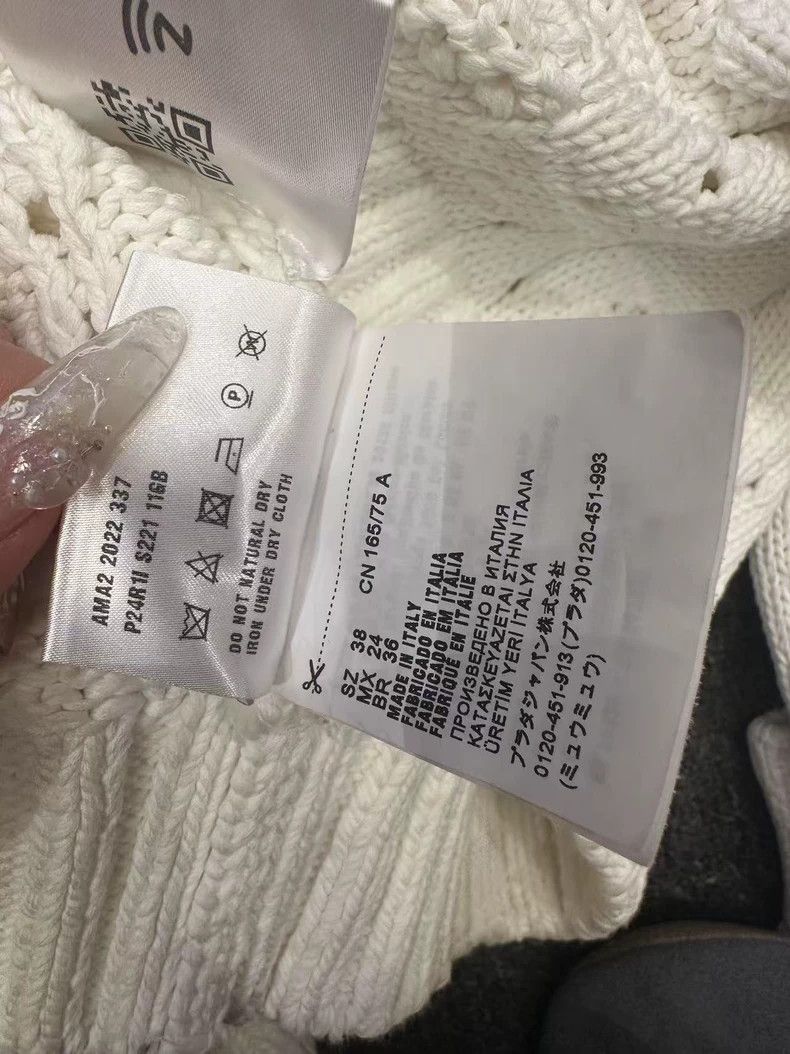 Z
AMA2 2022 337
P24R1I S221 11GB
P
DO NOT NATURAL DRY
IRON UNDER DRY CLOTH
SZ 38 CN 165/75 A
MX 24
BR 36
MADE IN ITALY
FABRICADO EN ITALIA
FABRICADO EM ITÁLIA
FABRIQUE EN ITALIE
ПРОИЗВЕДЕНО В ИТАЛИЯ
ΚΑΤΑΣΚΕΥΑΖΕΤΑΙ ΣΤΗΝ ΙΤΑΛΙΑ
ÜRETİM YERİ İTALYA
プラダジャパン株式会社
0120-451-913 (プラダ)0120-451-993
(ミュウミュウ)